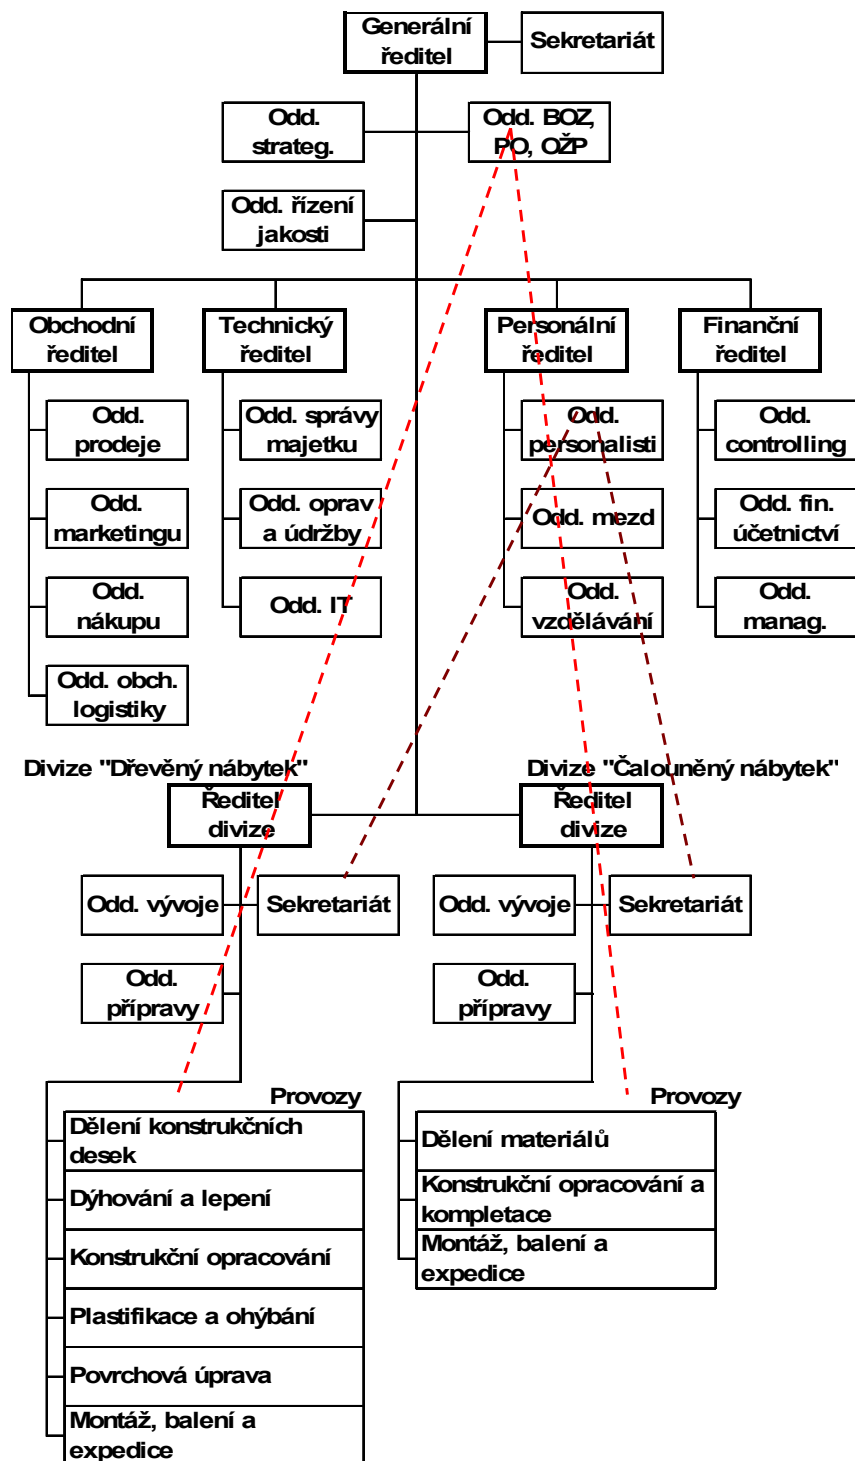 Generální
ředitel
Sekretariát
Odd.
strateg.
Odd. BOZ,
PO, OŽP
Odd. řízení
jakosti
Obchodní
ředitel
Technický
ředitel
Personální
ředitel
Finanční
ředitel
Odd.
prodeje
Odd. správy
majetku
Odd.
personalisti
Odd.
controlling
Odd.
marketingu
Odd. oprav
a údržby
Odd. mezd
Odd. fin.
účetnictví
Odd.
nákupu
Odd. IT
Odd.
vzdělávání
Odd.
manag.
Odd. obch.
logistiky
Divize "Dřevěný nábytek"
Divize "Čalouněný nábytek"
Ředitel
divize
Ředitel
divize
Odd. vývoje
Sekretariát
Odd. vývoje
Sekretariát
Odd.
přípravy
Odd.
přípravy
Provozy
Dělení konstrukčních
desek
Dýhování a lepení
Konstrukční opracování
Plastifikace a ohýbání
Povrchová úprava
Montáž, balení a
expedice
Provozy
Dělení materiálů
Konstrukční opracování a
kompletace
Montáž, balení a
expedice